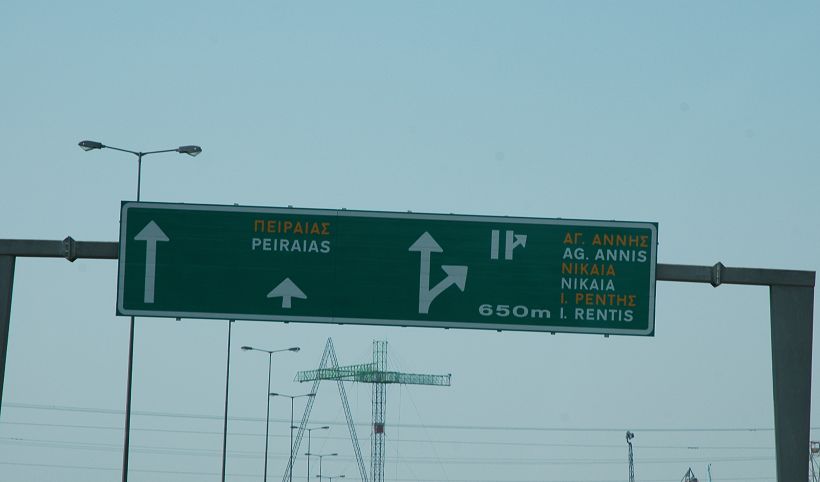 ΠΕΙΡΑΙΑΣ
PEIRAIAS
650m
ΑΓ. ΑΝΝΗΣ
AG. ANNIS
ΝΙΚΑΙΑ
NIKAIA
Ι. ΡΕΝΤΗΣ
I. RENTIS